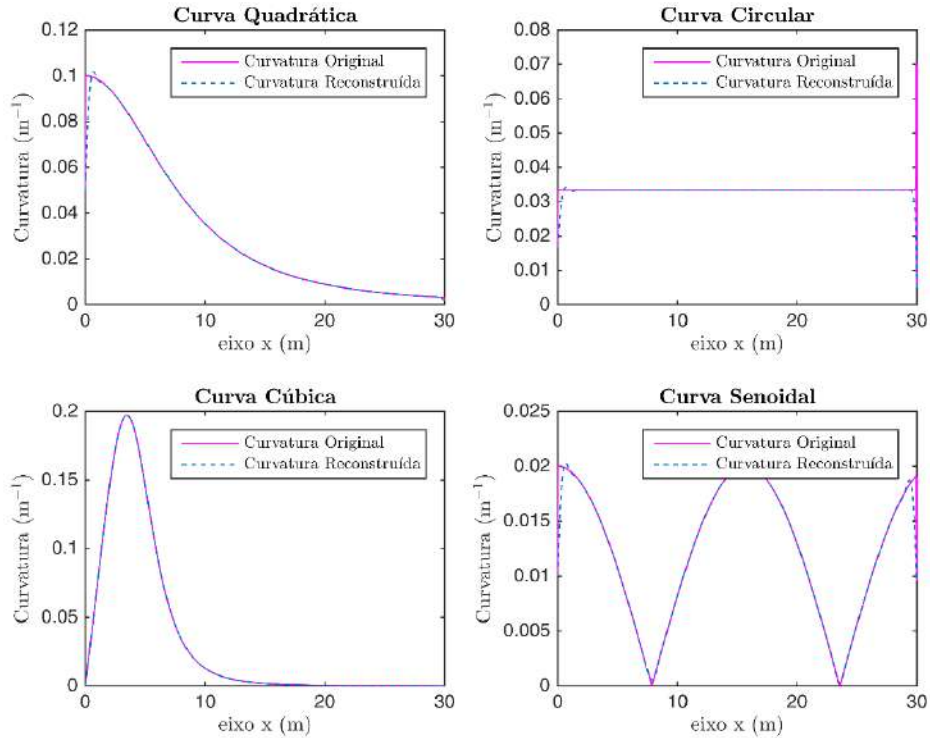 Curva Quadrática
0.12
0.1
0.08
0.06
0.04
0.02
0
Curvatura (m−1)
Curvatura Original
Curvatura Reconstruída
0
10
20
30
eixo x (m)
Curva Circular
0.08
0.07
0.06
0.05
0.04
0.03
0.02
0.01
0
Curvatura (m−1)
Curvatura Original
Curvatura Reconstruída
0
10
20
30
eixo x (m)
Curva Cúbica
0.2
0.15
0.1
0.05
0
Curvatura (m−1)
Curvatura Original
Curvatura Reconstruída
0
10
20
30
eixo x (m)
Curva Senoidal
0.025
0.02
0.015
0.01
0.005
0
Curvatura (m−1)
Curvatura Original
Curvatura Reconstruída
0
10
20
30
eixo x (m)